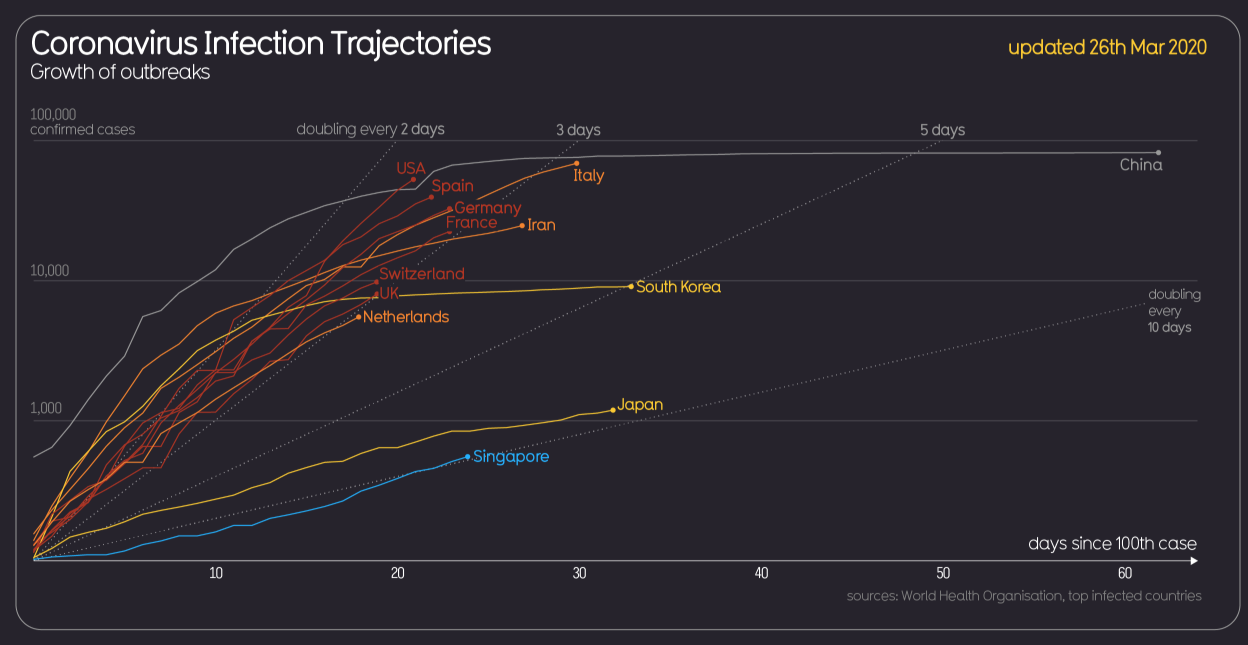 Coronavirus Infection Trajectories
Growth of outbreaks
updated 26th Mar 2020
100,000
confirmed cases
doubling every 2 days
3 days
5 days
USA
China
Italy
Spain
Germany
France
Iran
10,000
Switzerland
South Korea
UK
doubling
every
10 days
Netherlands
1,000
Japan
Singapore
days since 100th case
10
20
30
40
50
60
sources: World Health Organisation, top infected countries